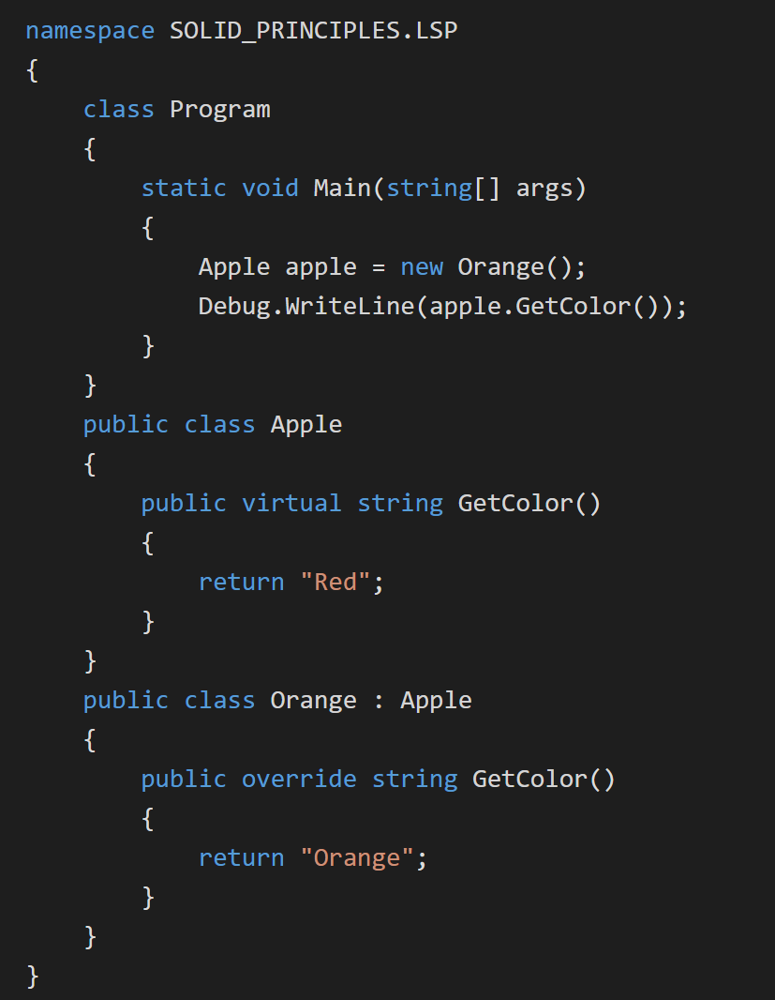 namespace SOLID_PRINCIPLES.LSP
{
    class Program
    {
        static void Main(string[] args)
        {
            Apple apple = new Orange();
            Debug.WriteLine(apple.GetColor());
        }
    }
    public class Apple
    {
        public virtual string GetColor()
        {
            return "Red";
        }
    }
    public class Orange : Apple
    {
        public override string GetColor()
        {
            return "Orange";
        }
    }
}